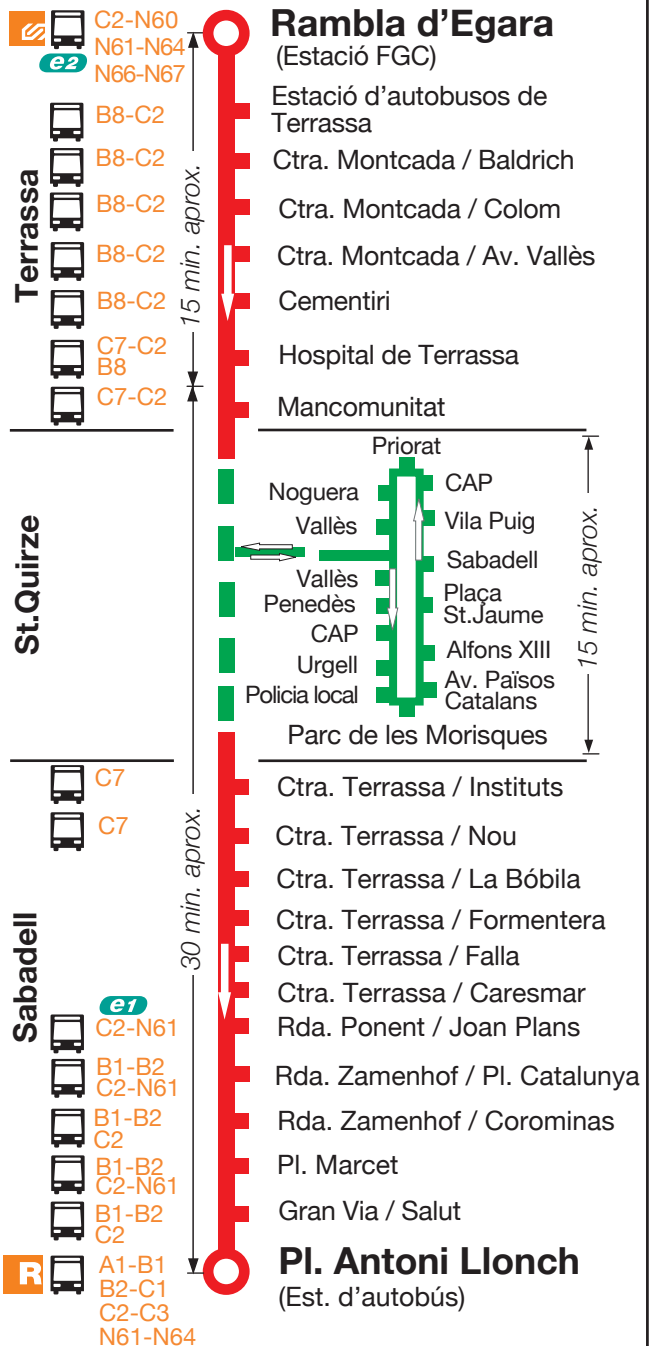 C2-N60
N61-N64
e2
N66-N67
Rambla d'Egara
(Estació FGC)
B8-C2
Estació d'autobusos de
Terrassa
B8-C2
Ctra. Montcada / Baldrich
B8-C2
Ctra. Montcada / Colom
B8-C2
Ctra. Montcada / Av. Vallès
B8-C2
Cementiri
C7-C2
B8
Hospital de Terrassa
C7-C2
Mancomunitat
Terrassa
15 min. aprox.
St.Quirze
Priorat
Noguera
CAP
Vallès
Vila Puig
Sabadell
Vallès
Penedès
Plaça
St.Jaume
CAP
Alfons XIII
Urgell
Av. Països
Catalans
Policia local
Parc de les Morisques
15 min. aprox.
C7
Ctra. Terrassa / Instituts
C7
Ctra. Terrassa / Nou
Ctra. Terrassa / La Bóbila
Ctra. Terrassa / Formentera
Ctra. Terrassa / Falla
Ctra. Terrassa / Caresmar
e1
C2-N61
Rda. Ponent / Joan Plans
B1-B2
C2-N61
Rda. Zamenhof / Pl. Catalunya
B1-B2
C2
Rda. Zamenhof / Corominas
B1-B2
C2-N61
Pl. Marcet
B1-B2
C2
Gran Via / Salut
Sabadell
30 min. aprox.
R
A1-B1
B2-C1
C2-C3
N61-N64
Pl. Antoni Llonch
(Est. d'autobús)